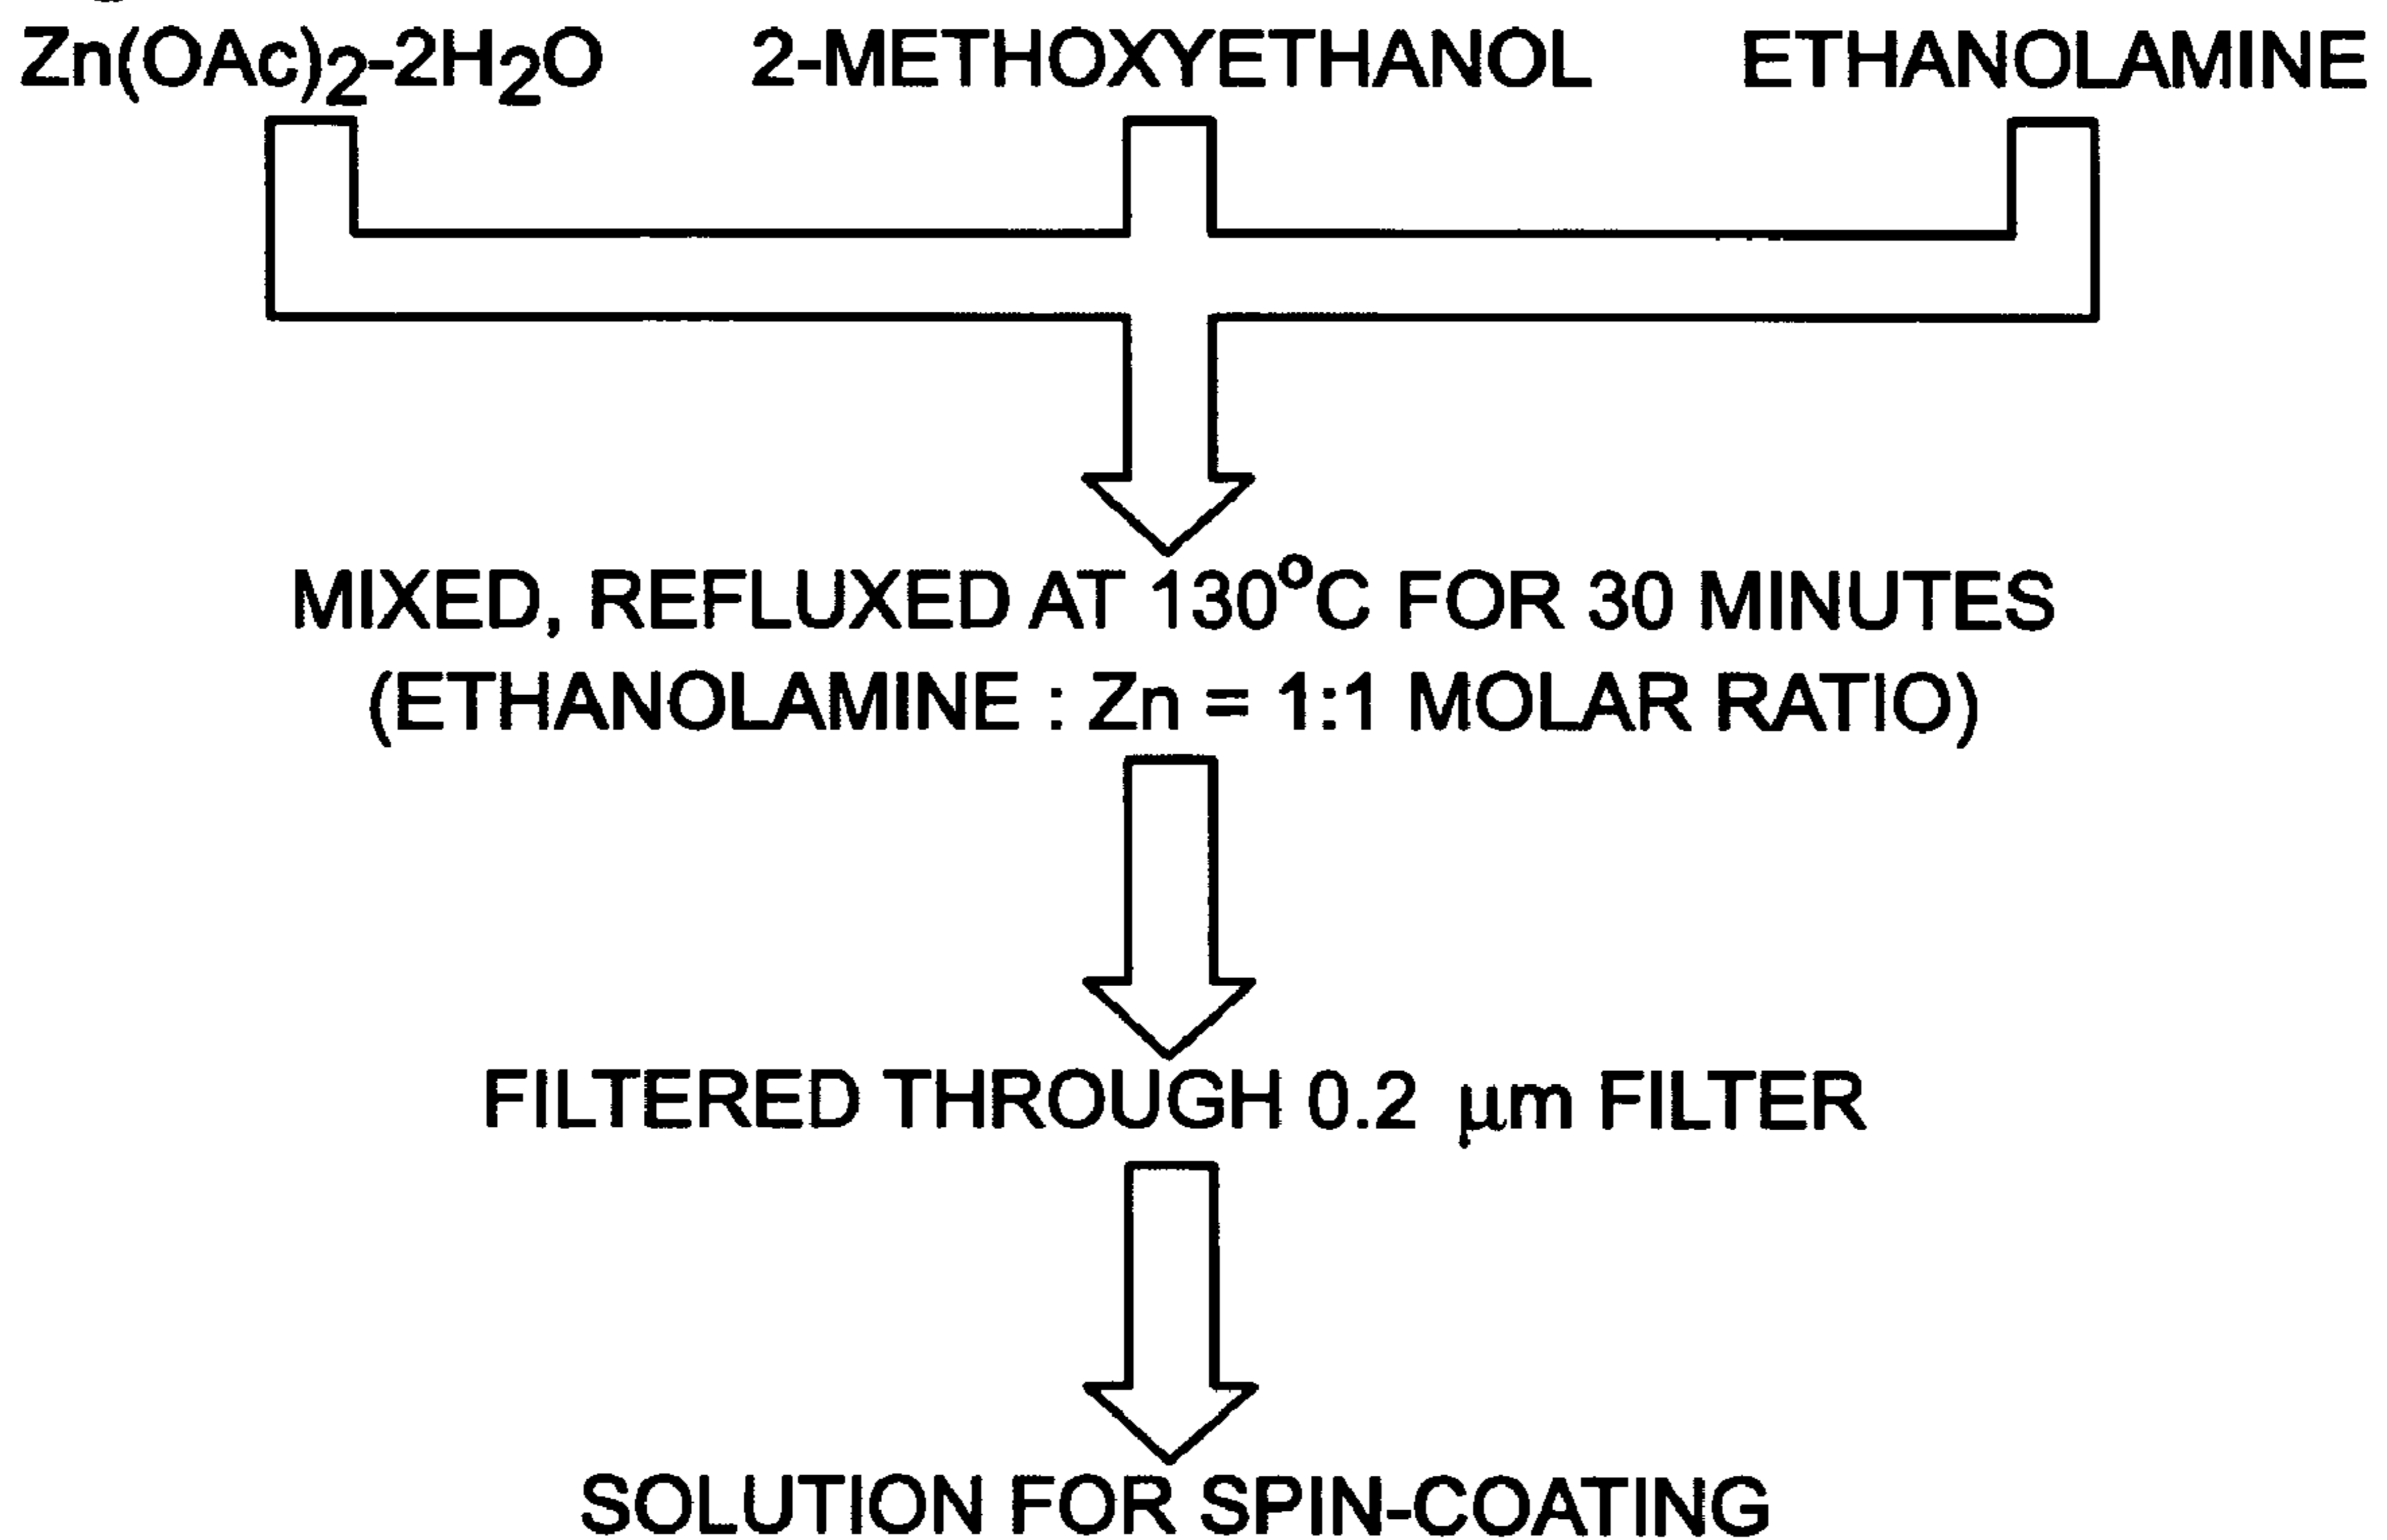 Zn(OAc)2-2H2O 2-METHOXYETHANOL ETHANOLAMINE
MIXED, REFLUXED AT 130°C FOR 30 MINUTES
(ETHANOLAMINE : Zn = 1:1 MOLAR RATIO)
FILTERED THROUGH 0.2 µm FILTER
SOLUTION FOR SPIN-COATING